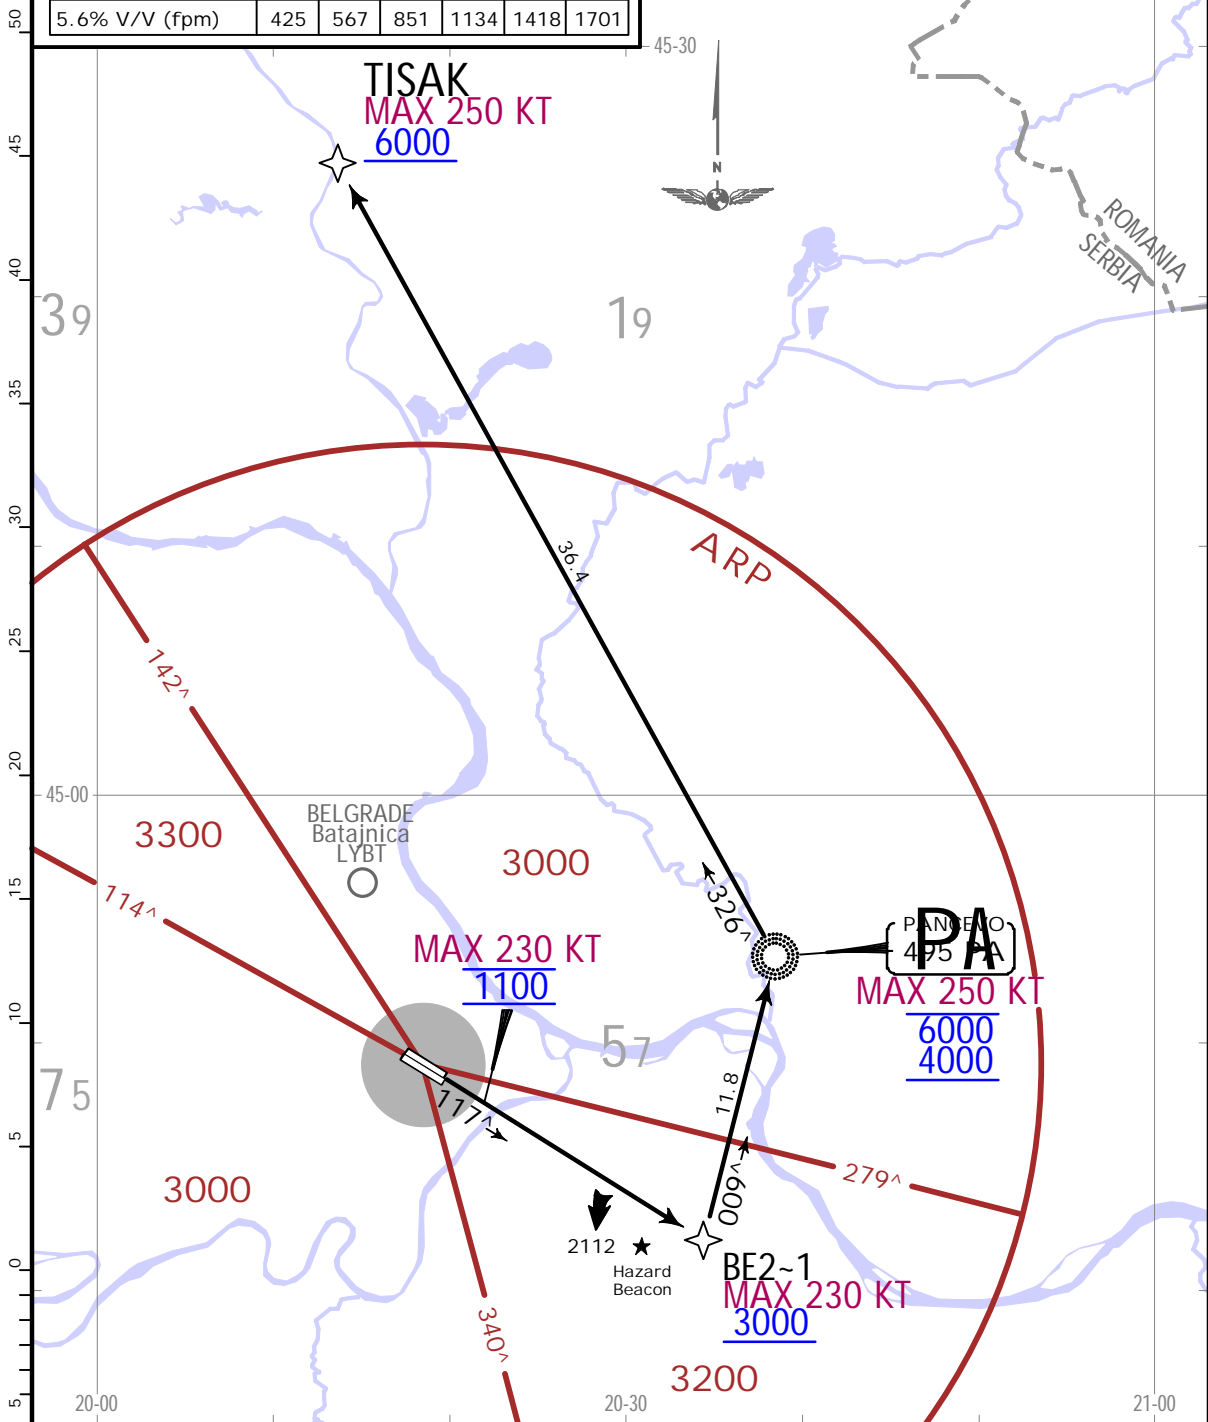 5.6% V/V (fpm) 425 567 851 1134 1418 1701
50
45-30
TISAK
MAX 250 KT
6000
45
N
ROMANIA
SERBIA
40
39
19
35
30
ARP
36.4
25
142^
20
45-00
BELGRADE
Batajnica
LYBT
3300
3000
15
114^
326^
PANCEVO
495 PA
PA
MAX 230 KT
1100
MAX 250 KT
6000
4000
10
57
75
11.8
117^
5
279^
3000
009^
2112
Hazard
Beacon
0
BE2~1
MAX 230 KT
3000
340^
3200
5
20-00
20-30
21-00